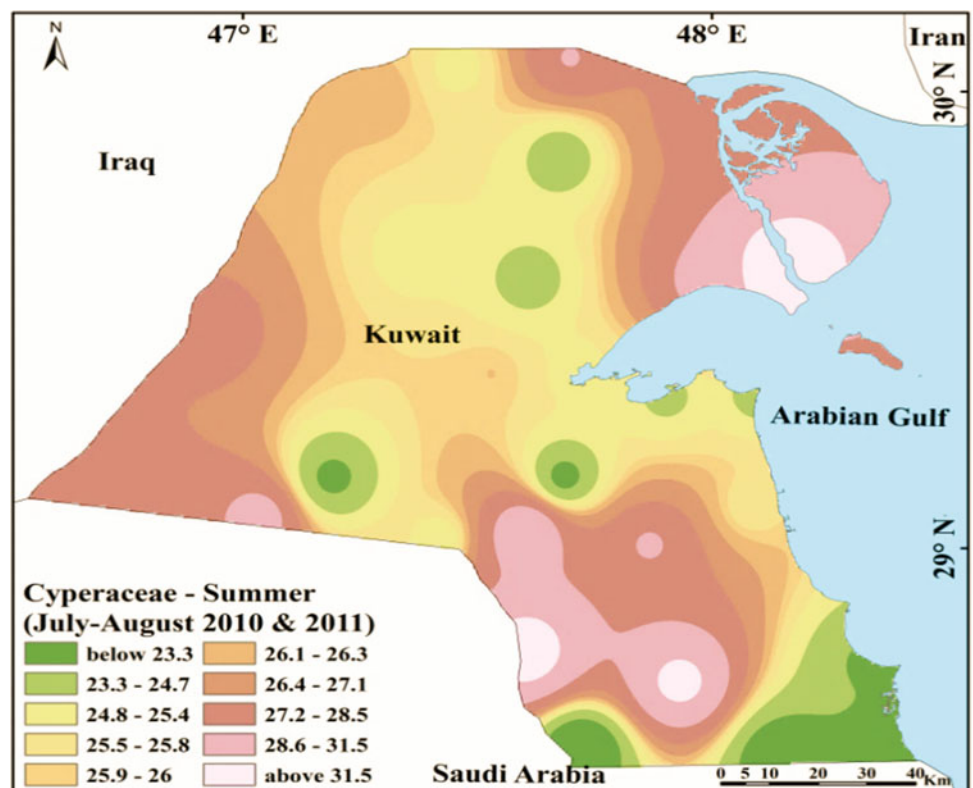 N
47° E
48° E
Iran
30° N
Iraq
Kuwait
Arabian Gulf
29° N
Cyperaceae - Summer
(July-August 2010 & 2011)
below 23.3
26.1 - 26.3
23.3 - 24.7
26.4 - 27.1
24.8 - 25.4
27.2 - 28.5
25.5 - 25.8
28.6 - 31.5
25.9 - 26
above 31.5
Saudi Arabia
0 5 10 20 30 40 Km